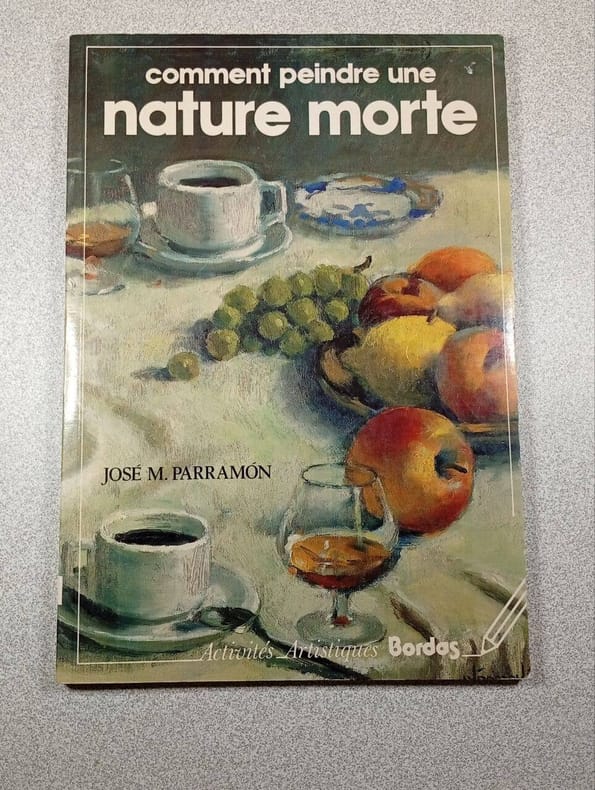 comment peindre une
nature morte
JOSÉ M. PARRAMÓN
Activités Artistiques Bordas